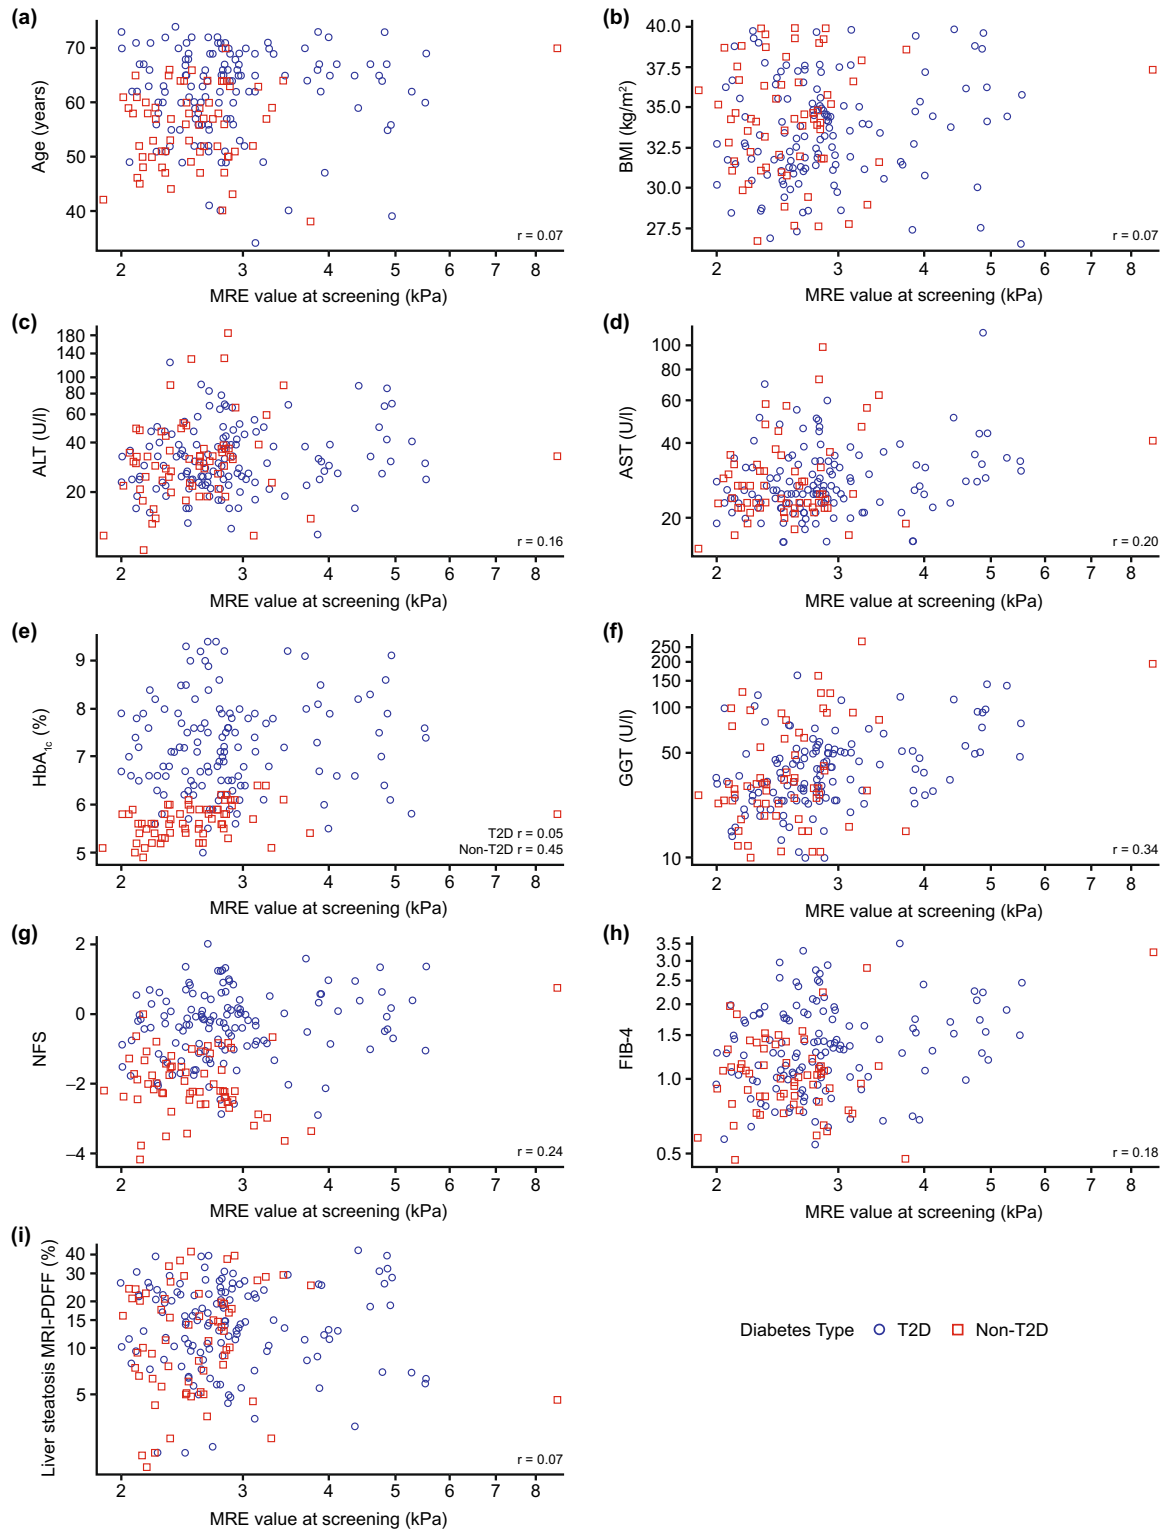 (a)
70
60
50
40
Age (years)
r = 0.07
2 3 4 5 6 7 8
MRE value at screening (kPa)
(b)
40.0
37.5
35.0
32.5
30.0
27.5
BMI (kg/m²)
r = 0.07
2 3 4 5 6 7 8
MRE value at screening (kPa)
(c)
180
140
100
80
60
40
20
ALT (U/l)
r = 0.16
2 3 4 5 6 7 8
MRE value at screening (kPa)
(d)
100
60
40
20
AST (U/l)
r = 0.20
2 3 4 5 6 7 8
MRE value at screening (kPa)
(e)
9
8
7
6
5
HbA1c (%)
T2D r = 0.05
Non-T2D r = 0.45
2 3 4 5 6 7 8
MRE value at screening (kPa)
(f)
250
200
150
100
50
10
GGT (U/l)
r = 0.34
2 3 4 5 6 7 8
MRE value at screening (kPa)
(g)
2
0
−2
−4
NFS
r = 0.24
2 3 4 5 6 7 8
MRE value at screening (kPa)
(h)
3.5
3.0
2.5
2.0
1.5
1.0
0.5
FIB-4
r = 0.18
2 3 4 5 6 7 8
MRE value at screening (kPa)
(i)
40
30
20
15
10
5
Liver steatosis MRI-PDFF (%)
r = 0.07
2 3 4 5 6 7 8
MRE value at screening (kPa)
Diabetes Type T2D Non-T2D